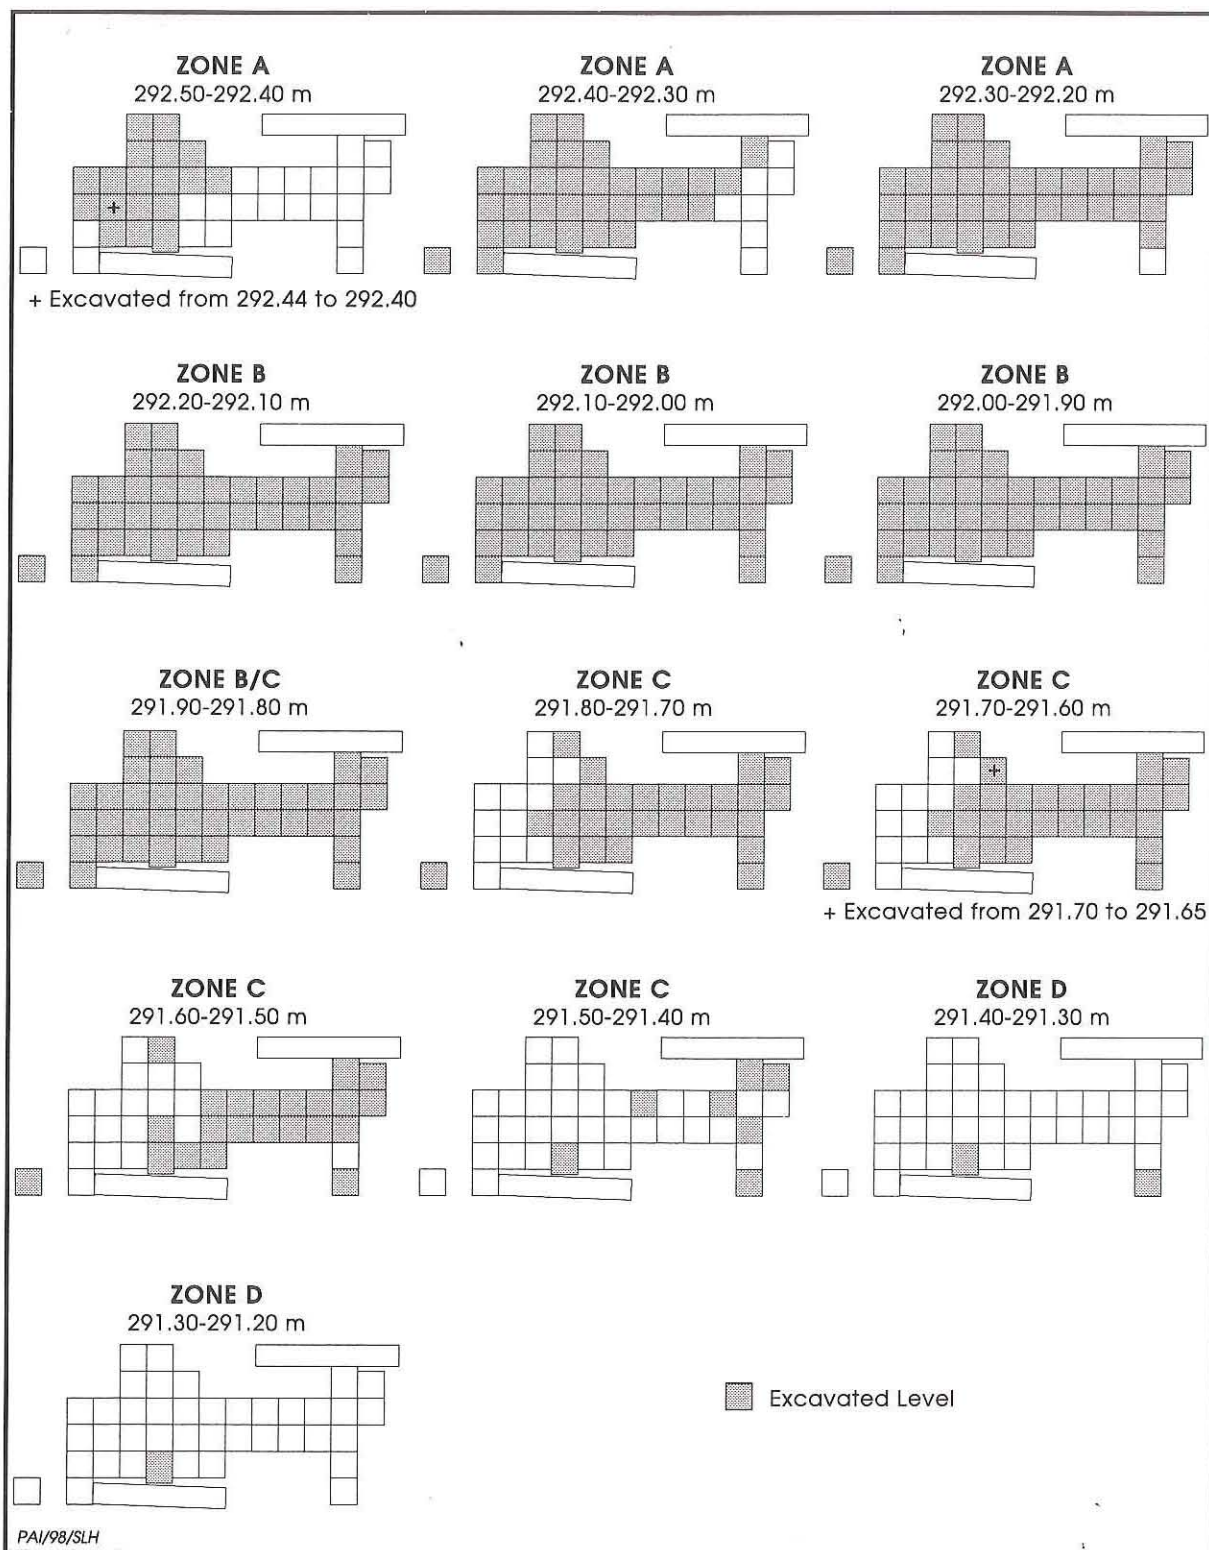 ZONE A
292.50-292.40 m
ZONE A
292.40-292.30 m
ZONE A
292.30-292.20 m
+
+ Excavated from 292.44 to 292.40
ZONE B
292.20-292.10 m
ZONE B
292.10-292.00 m
ZONE B
292.00-291.90 m
ZONE B/C
291.90-291.80 m
ZONE C
291.80-291.70 m
ZONE C
291.70-291.60 m
+
+ Excavated from 291.70 to 291.65
ZONE C
291.60-291.50 m
ZONE C
291.50-291.40 m
ZONE D
291.40-291.30 m
ZONE D
291.30-291.20 m
Excavated Level
PAI/98/SLH